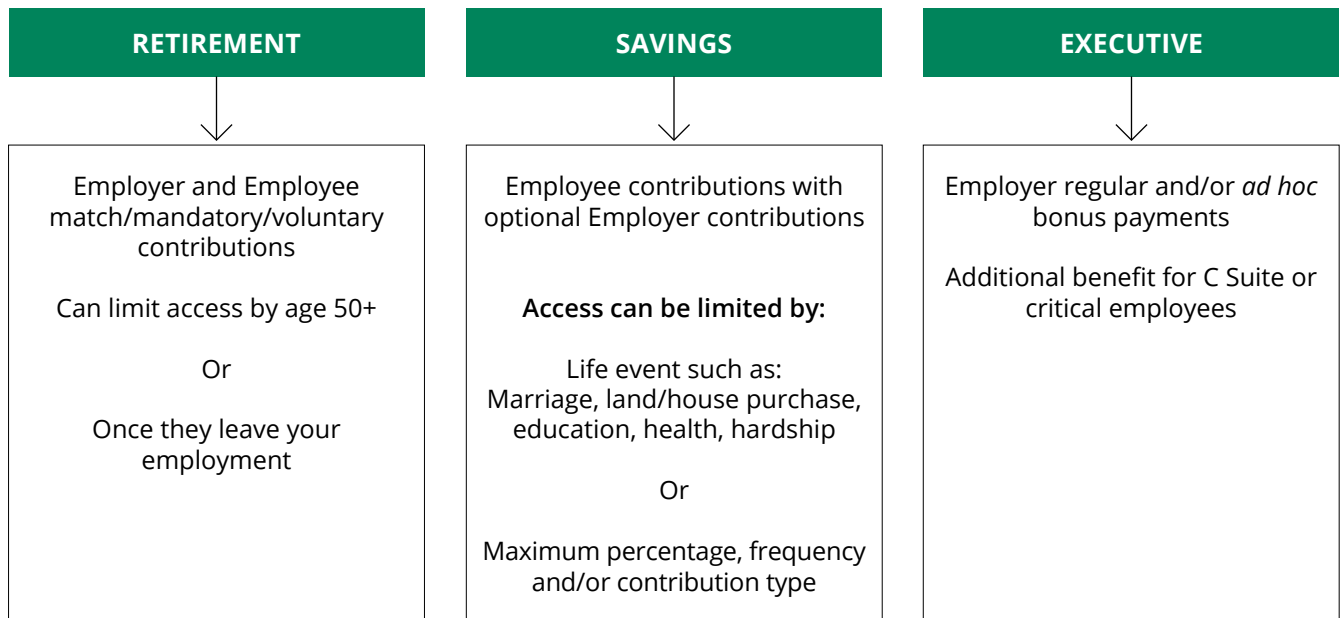 RETIREMENT
Employer and Employee
match/mandatory/voluntary
contributions
Can limit access by age 50+
Or
Once they leave your
employment
SAVINGS
Employee contributions with
optional Employer contributions
Access can be limited by:
Life event such as:
Marriage, land/house purchase,
education, health, hardship
Or
Maximum percentage, frequency
and/or contribution type
EXECUTIVE
Employer regular and/or ad hoc
bonus payments
Additional benefit for C Suite or
critical employees